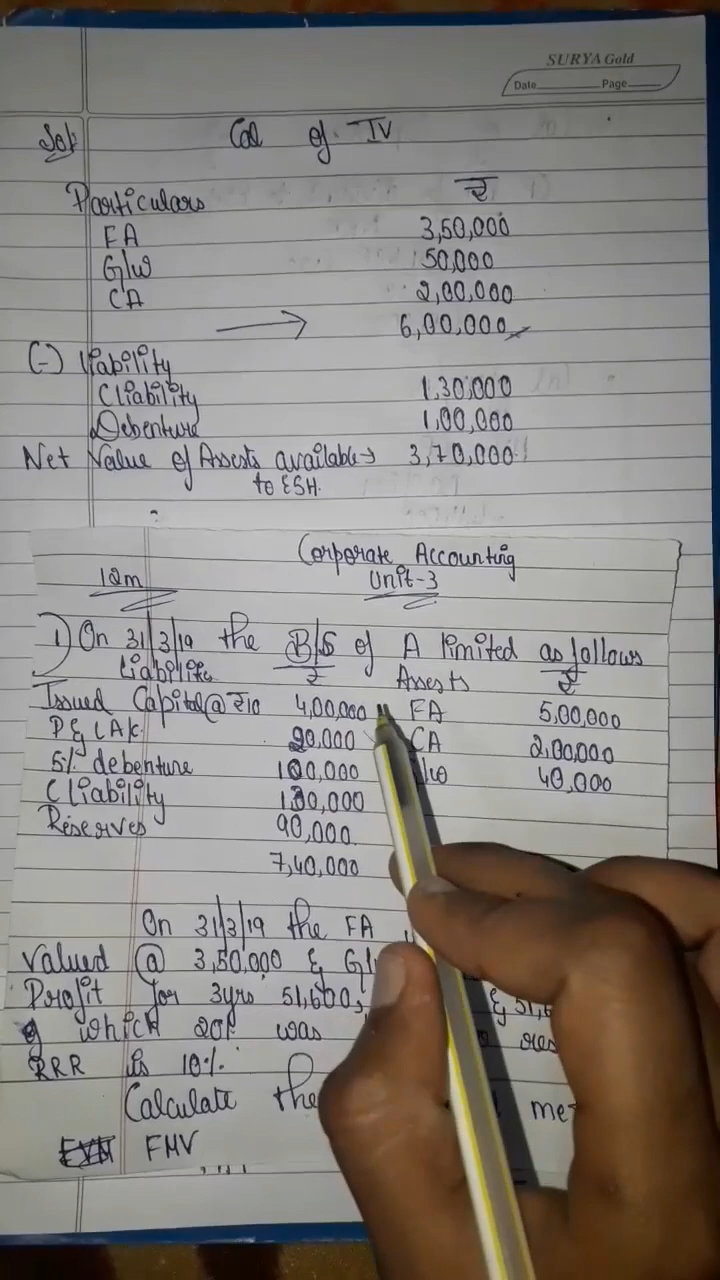 SURYA Gold
Date Page
Sol: Cal of IV
Particulars ₹
FA 3,50,000
G/w 50,000
CA 2,00,000
→ 6,00,000
(-) Liability
C liability 1,30,000
Debenture 1,00,000
Net Value of Assests available → 3,70,000
to ESH.
Corporate Accounting
12m Unit-3
1) On 31/3/19 the B/S of A limited as follows
Liabilities ₹ Assests ₹
Issued Capital @ ₹10 4,00,000 FA 5,00,000
P & L A/c 20,000 CA 2,00,000
5% debenture 100,000 40,000
C liability 130,000
Reserves 90,000
7,40,000
On 31/3/19 the FA
Valued @ 3,50,000 &
Profit for 3yrs 51,600, &
of which 20% was
RRR is 10%.
Calculate the
FMV